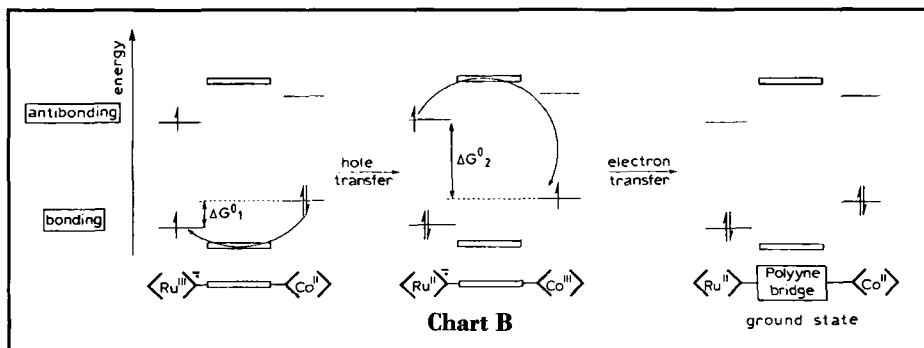 energy
antibonding
bonding
ΔG⁰₁
hole
transfer
ΔG⁰₂
electron
transfer
<Ru^III>⁻̇ <Co^II>
<Ru^II>⁻̇ <Co^III>
<Ru^II> Polyyne bridge <Co^II>
Chart B
ground state